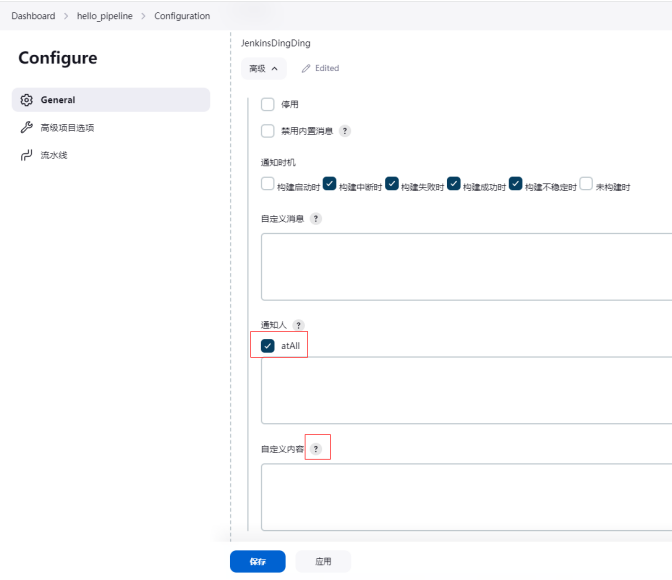 Dashboard > hello_pipeline > Configuration
Configure
General
高级项目选项
流水线
JenkinsDingDing
高级 Edited
停用
禁用内置消息 ?
通知时机
构建启动时 构建中断时 构建失败时 构建成功时 构建不稳定时 未构建时
自定义消息 ?
通知人 ?
atAll
自定义内容 ?
保存 应用